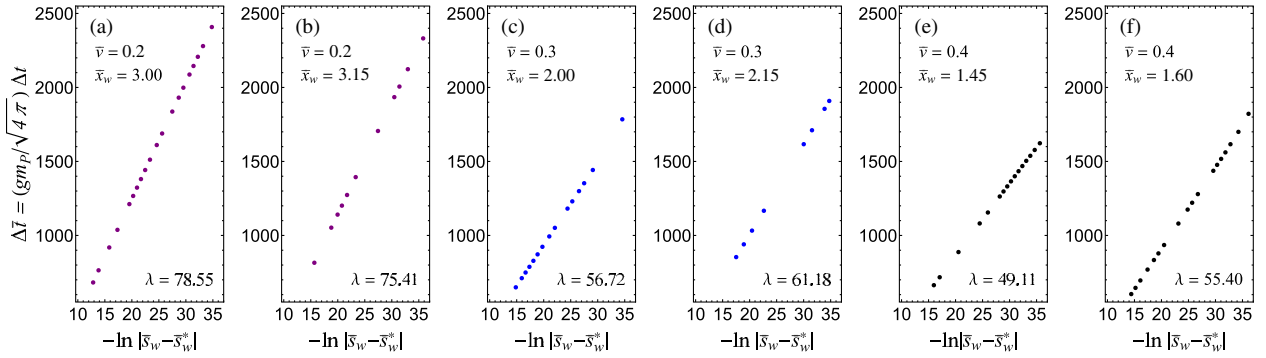 Δt̄ = (gm_P/√4π) Δt
2500
2000
1500
1000
(a)
v̄ = 0.2
x̄_w = 3.00
λ = 78.55
10 15 20 25 30 35
−ln |s̄_w−s̄_w^*|
2500
2000
1500
1000
(b)
v̄ = 0.2
x̄_w = 3.15
λ = 75.41
10 15 20 25 30 35
−ln |s̄_w−s̄_w^*|
2500
2000
1500
1000
(c)
v̄ = 0.3
x̄_w = 2.00
λ = 56.72
10 15 20 25 30 35
−ln |s̄_w−s̄_w^*|
2500
2000
1500
1000
(d)
v̄ = 0.3
x̄_w = 2.15
λ = 61.18
10 15 20 25 30 35
−ln |s̄_w−s̄_w^*|
2500
2000
1500
1000
(e)
v̄ = 0.4
x̄_w = 1.45
λ = 49.11
10 15 20 25 30 35
−ln |s̄_w−s̄_w^*|
2500
2000
1500
1000
(f)
v̄ = 0.4
x̄_w = 1.60
λ = 55.40
10 15 20 25 30 35
−ln |s̄_w−s̄_w^*|